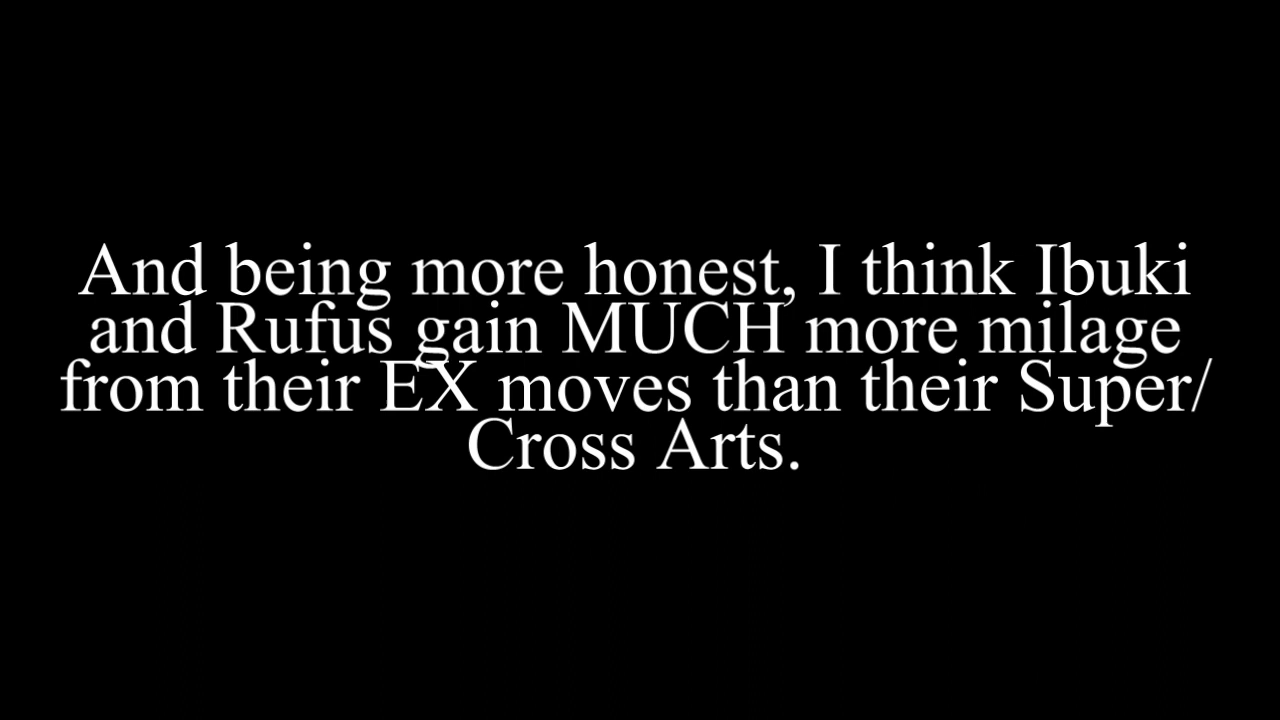 And being more honest, I think Ibuki
and Rufus gain MUCH more milage
from their EX moves than their Super/
Cross Arts.